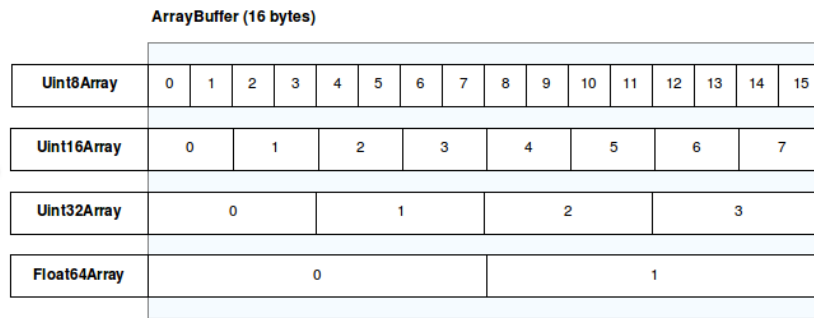 ArrayBuffer (16 bytes)
Uint8Array 0 1 2 3 4 5 6 7 8 9 10 11 12 13 14 15
Uint16Array 0 1 2 3 4 5 6 7
Uint32Array 0 1 2 3
Float64Array 0 1